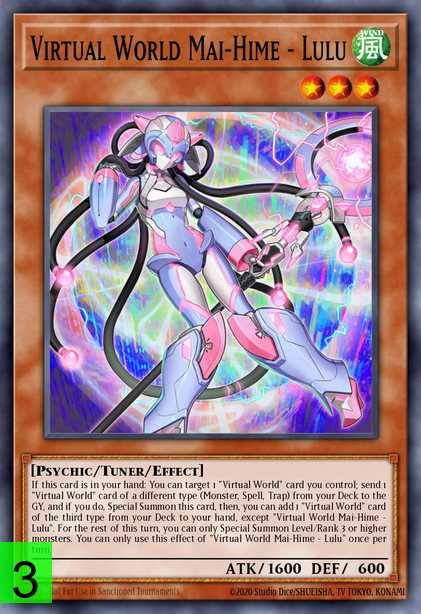 Virtual World Mai-Hime - Lulu
WIND
風
[Psychic/Tuner/Effect]
If this card is in your hand: You can target 1 "Virtual World" card you control; send 1
"Virtual World" card of a different type (Monster, Spell, Trap) from your Deck to the
GY, and if you do, Special Summon this card, then, you can add 1 "Virtual World" card
of the third type from your Deck to your hand, except "Virtual World Mai-Hime -
Lulu". For the rest of this turn, you can only Special Summon Level/Rank 3 or higher
monsters. You can only use this effect of "Virtual World Mai-Hime - Lulu" once per
turn.
ATK/1600 DEF/ 600
For Use in Sanctioned Tournaments
©2020 Studio Dice/SHUEISHA, TV TOKYO, KONAMI
3